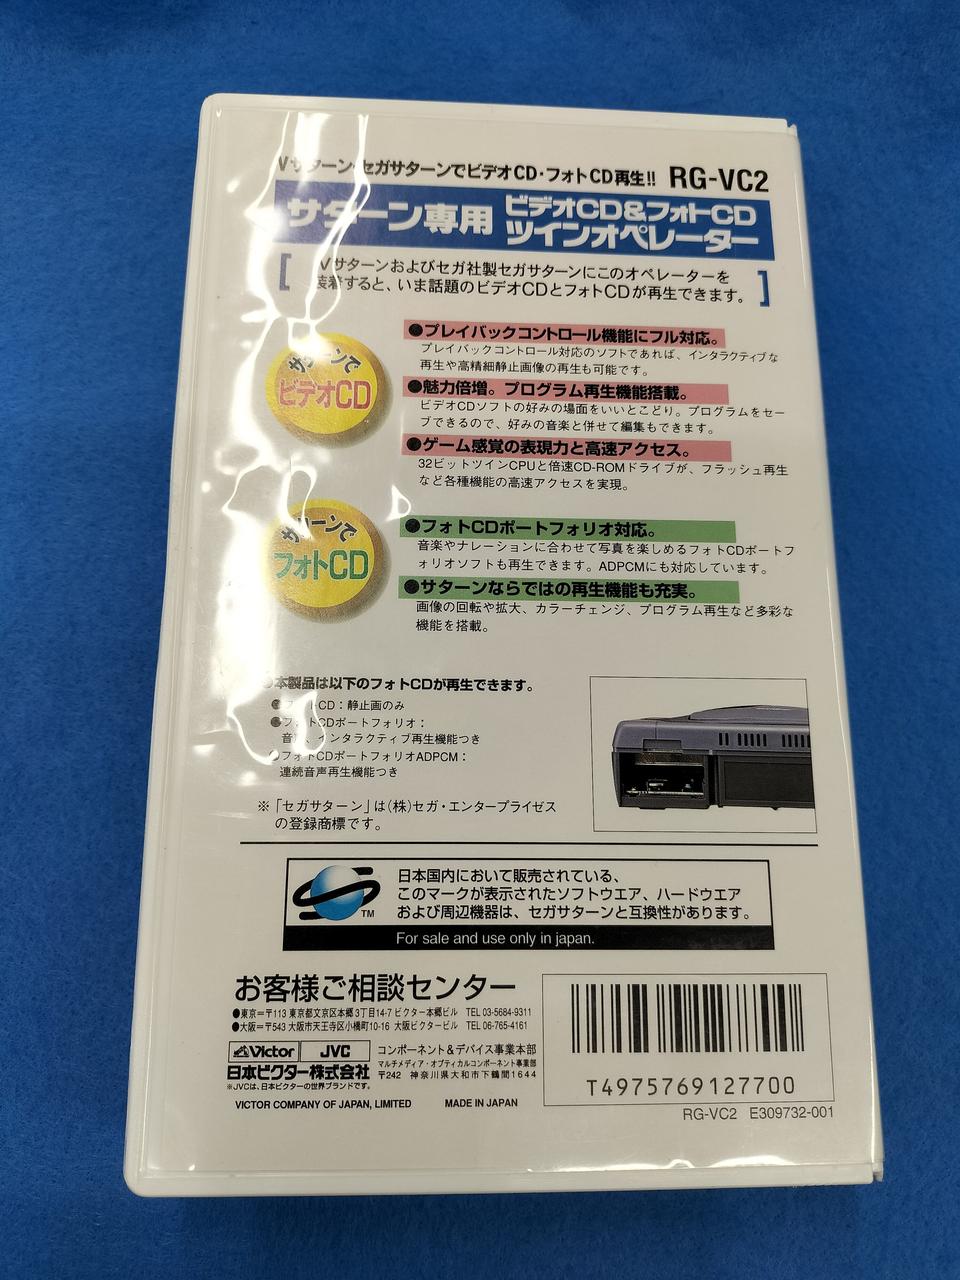 Vサターン・セガサターンでビデオCD・フォトCD再生!! RG-VC2
サターン専用 ビデオCD&フォトCD
ツインオペレーター
Vサターンおよびセガ社製セガサターンにこのオペレーターを
装着すると、いま話題のビデオCDとフォトCDが再生できます。
サターンで
ビデオCD
●プレイバックコントロール機能にフル対応。
プレイバックコントロール対応のソフトであれば、インタラクティブな
再生や高精細静止画像の再生も可能です。
●魅力倍増。プログラム再生機能搭載。
ビデオCDソフトの好みの場面をいいとこどり。プログラムをセー
ブできるので、好みの音楽と併せて編集もできます。
●ゲーム感覚の表現力と高速アクセス。
32ビットツインCPUと倍速CD-ROMドライブが、フラッシュ再生
など各種機能の高速アクセスを実現。
サターンで
フォトCD
●フォトCDポートフォリオ対応。
音楽やナレーションに合わせて写真を楽しめるフォトCDポートフ
ォリオソフトも再生できます。ADPCMにも対応しています。
●サターンならではの再生機能も充実。
画像の回転や拡大、カラーチェンジ、プログラム再生など多彩な
機能を搭載。
●本製品は以下のフォトCDが再生できます。
●フォトCD：静止画のみ
●フォトCDポートフォリオ：
音声、インタラクティブ再生機能つき
●フォトCDポートフォリオADPCM：
連続音声再生機能つき
※「セガサターン」は(株)セガ・エンタープライゼス
の登録商標です。
TM
日本国内において販売されている、
このマークが表示されたソフトウエア、ハードウエア
および周辺機器は、セガサターンと互換性があります。
For sale and use only in japan.
お客様ご相談センター
●東京＝〒113 東京都文京区本郷3丁目14-7 ビクター本郷ビル TEL 03-5684-9311
●大阪＝〒543 大阪市天王寺区小橋町10-16 大阪ビクタービル TEL 06-765-4161
Victor JVC
日本ビクター株式会社
※JVCは、日本ビクターの世界ブランドです。
コンポーネント&デバイス事業本部
マルチメディア・オプティカルコンポーネント事業部
〒242 神奈川県大和市下鶴間1644
VICTOR COMPANY OF JAPAN, LIMITED MADE IN JAPAN
T4975769127700
RG-VC2 E309732-001